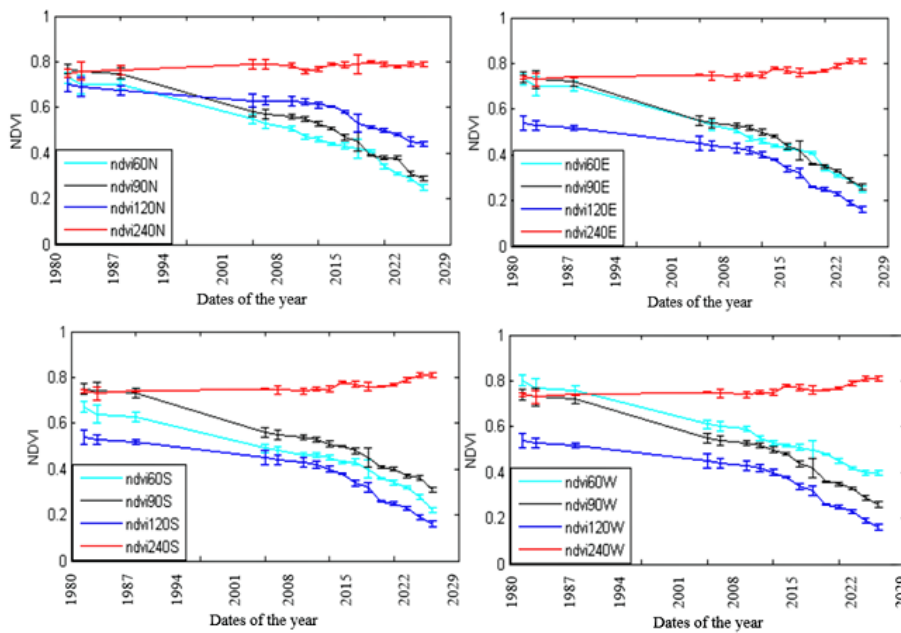 1
0.8
0.6
0.4
0.2
0
NDVI
ndvi60N
ndvi90N
ndvi120N
ndvi240N
1980
1987
1994
2001
2008
2015
2022
2029
Dates of the year
1
0.8
0.6
0.4
0.2
0
NDVI
ndvi60E
ndvi90E
ndvi120E
ndvi240E
1980
1987
1994
2001
2008
2015
2022
2029
Dates of the year
1
0.8
0.6
0.4
0.2
0
NDVI
ndvi60S
ndvi90S
ndvi120S
ndvi240S
1980
1987
1994
2001
2008
2015
2022
2029
Dates of the year
1
0.8
0.6
0.4
0.2
0
NDVI
ndvi60W
ndvi90W
ndvi120W
ndvi240W
1980
1987
1994
2001
2008
2015
2022
2029
Dates of the year